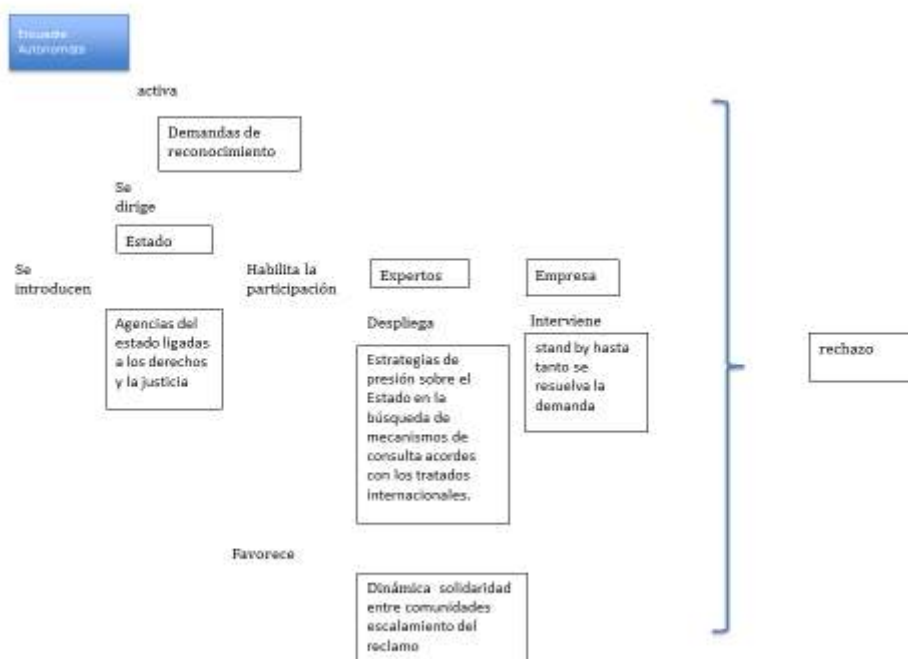 Encuadre
Autonomista
activa
Demandas de
reconocimiento
Se
dirige
Estado
Se
introducen
Habilita la
participación
Expertos
Empresa
Agencias del
estado ligadas
a los derechos
y la justicia
Despliega
Estrategias de
presión sobre el
Estado en la
búsqueda de
mecanismos de
consulta acordes
con los tratados
internacionales.
Interviene
stand by hasta
tanto se
resuelva la
demanda
rechazo
Favorece
Dinámica solidaridad
entre comunidades
escalamiento del
reclamo